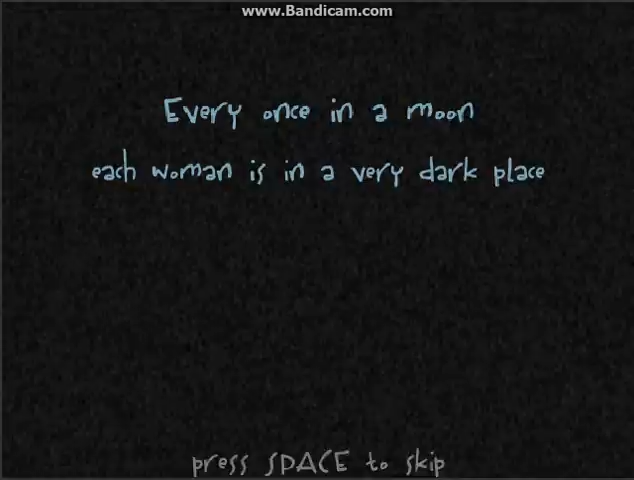 www.Bandicam.com
Every once in a moon
each woman is in a very dark place
press SPACE to skip